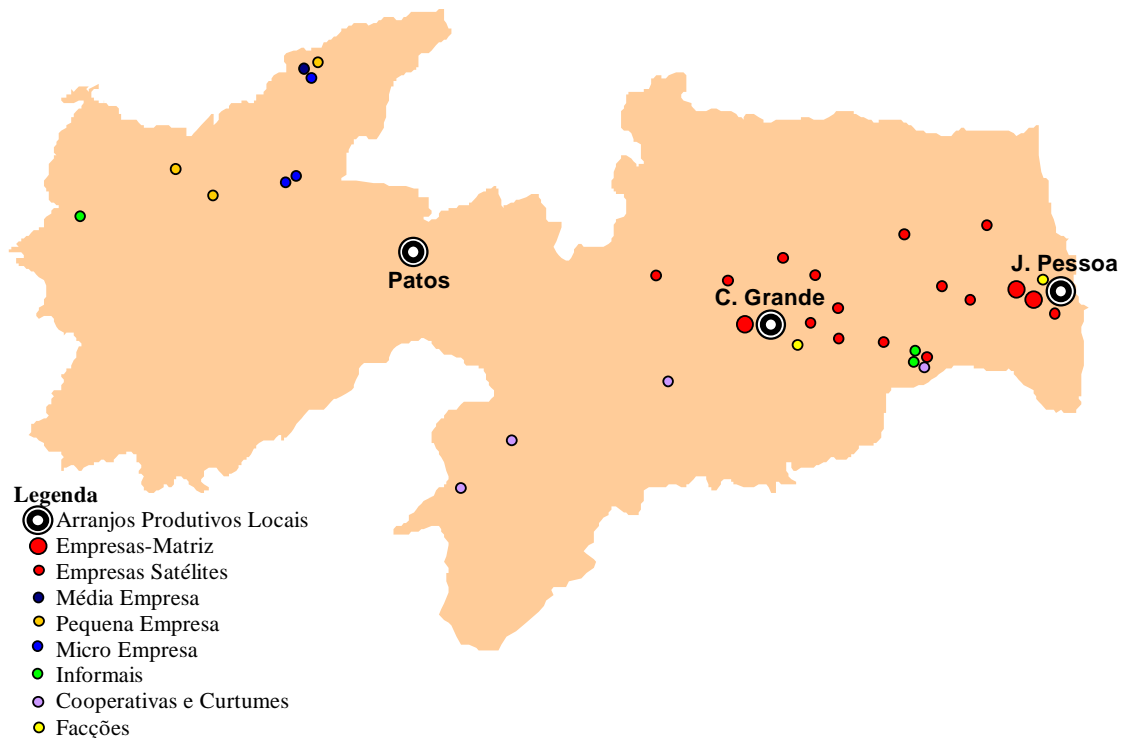 J. Pessoa
Patos
C. Grande
Legenda
Arranjos Produtivos Locais
Empresas-Matriz
Empresas Satélites
Média Empresa
Pequena Empresa
Micro Empresa
Informais
Cooperativas e Curtumes
Facções